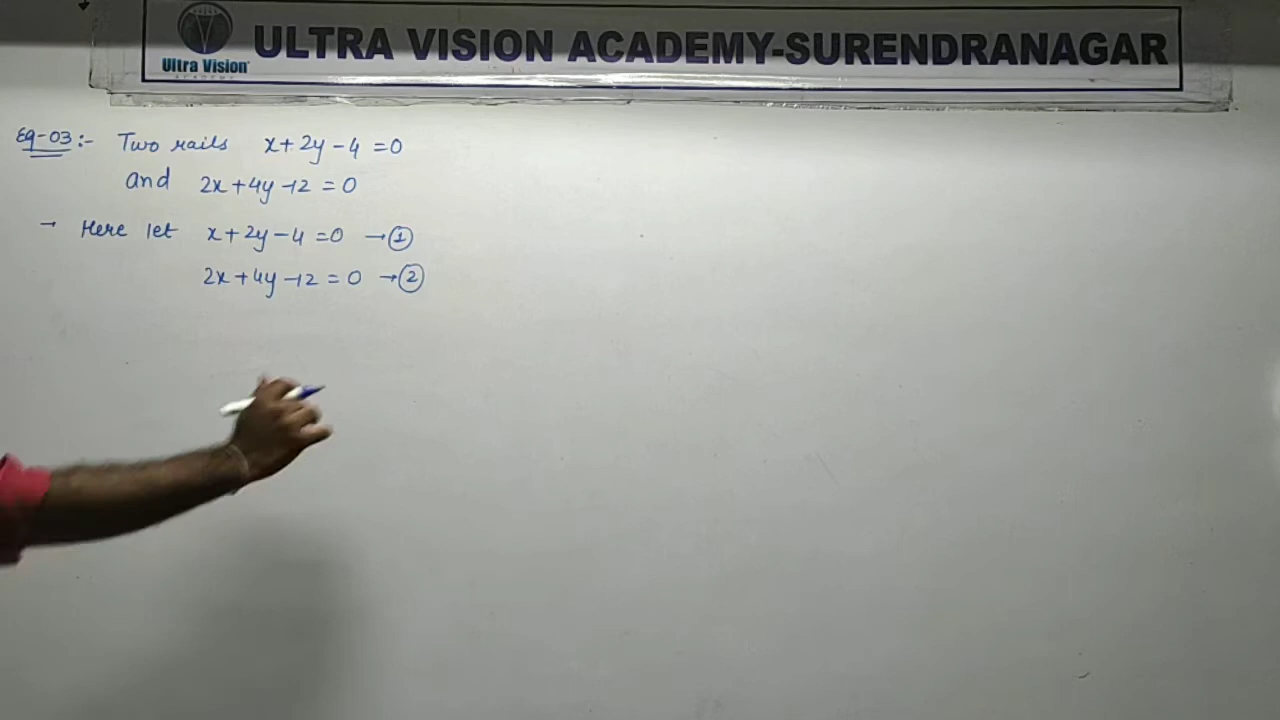 ULTRA VISION ACADEMY-SURENDRANAGAR
Ultra Vision
ACADEMY
Eg-03:- Two rails x+2y-4=0
and 2x+4y-12=0
→ Here let x+2y-4=0 →①
2x+4y-12=0 →②